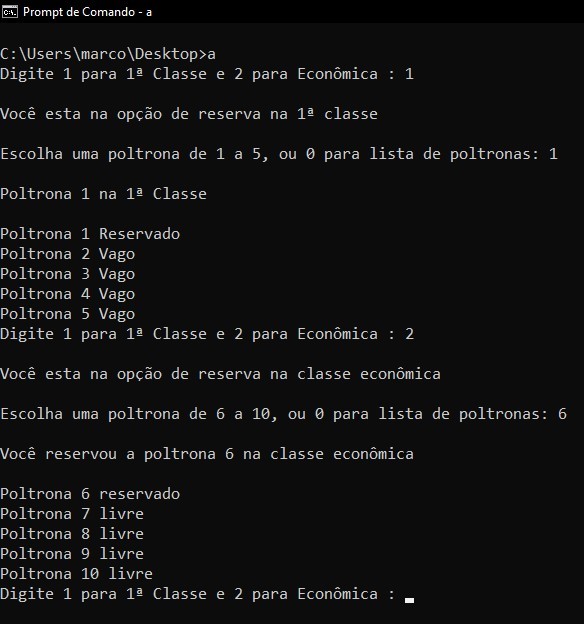 Prompt de Comando - a
C:\Users\marco\Desktop>a
Digite 1 para 1ª Classe e 2 para Econômica : 1
Você esta na opção de reserva na 1ª classe
Escolha uma poltrona de 1 a 5, ou 0 para lista de poltronas: 1
Poltrona 1 na 1ª Classe
Poltrona 1 Reservado
Poltrona 2 Vago
Poltrona 3 Vago
Poltrona 4 Vago
Poltrona 5 Vago
Digite 1 para 1ª Classe e 2 para Econômica : 2
Você esta na opção de reserva na classe econômica
Escolha uma poltrona de 6 a 10, ou 0 para lista de poltronas: 6
Você reservou a poltrona 6 na classe econômica
Poltrona 6 reservado
Poltrona 7 livre
Poltrona 8 livre
Poltrona 9 livre
Poltrona 10 livre
Digite 1 para 1ª Classe e 2 para Econômica :